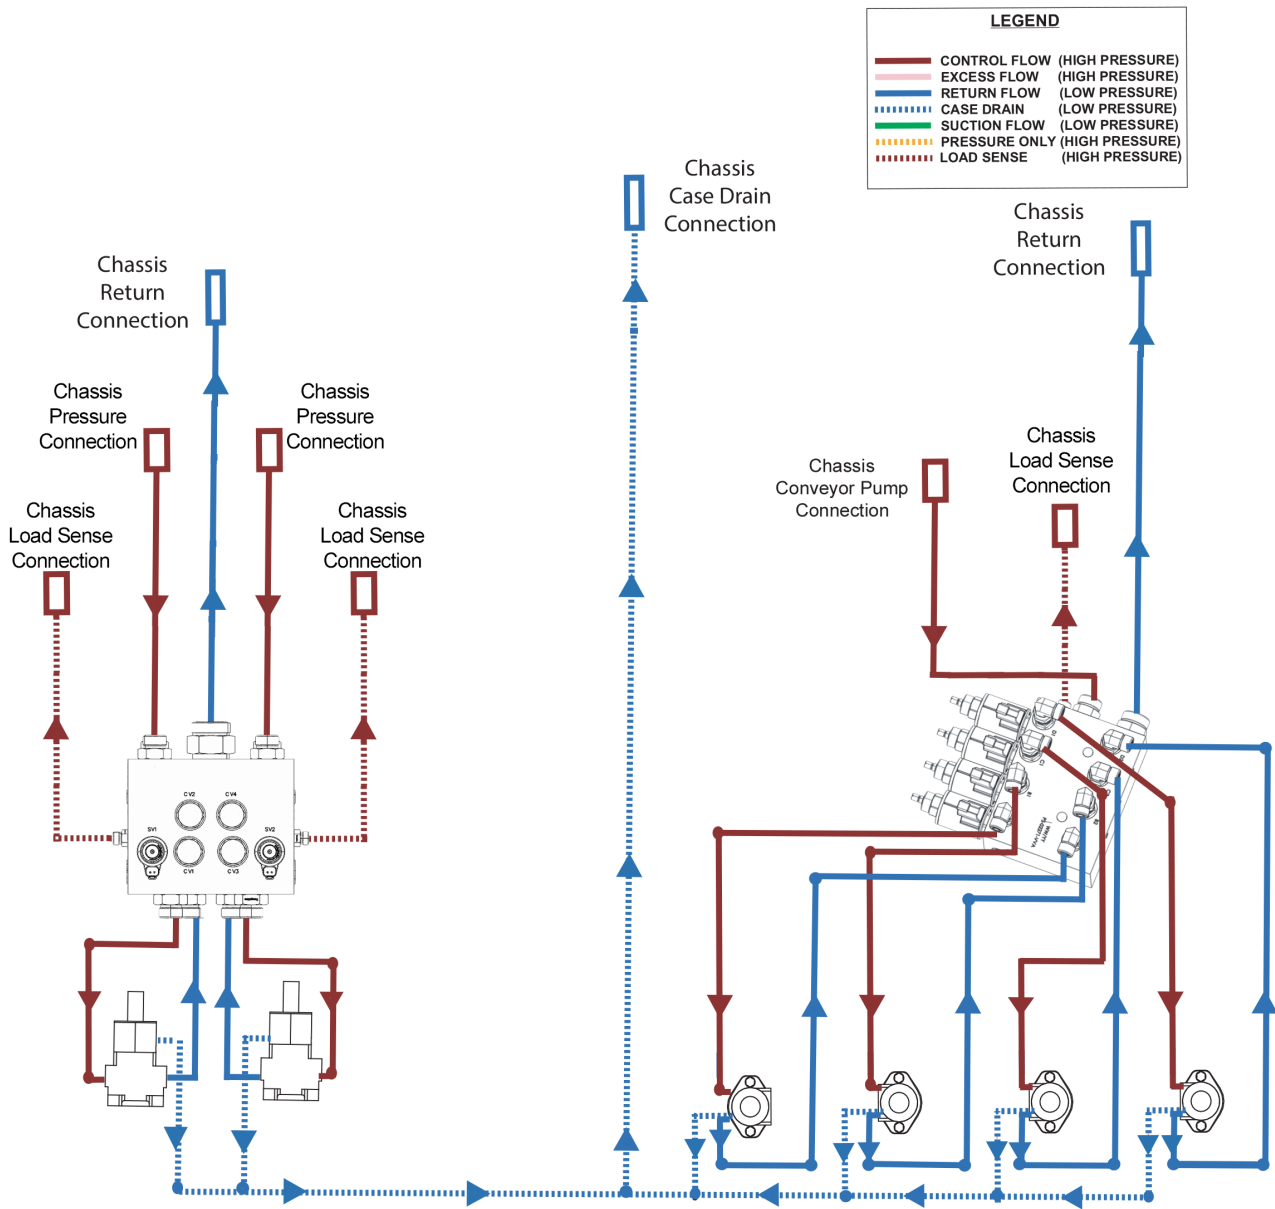 LEGEND
CONTROL FLOW (HIGH PRESSURE)
EXCESS FLOW (HIGH PRESSURE)
RETURN FLOW (LOW PRESSURE)
CASE DRAIN (LOW PRESSURE)
SUCTION FLOW (LOW PRESSURE)
PRESSURE ONLY (HIGH PRESSURE)
LOAD SENSE (HIGH PRESSURE)
Chassis
Case Drain
Connection
Chassis
Return
Connection
Chassis
Return
Connection
Chassis
Pressure
Connection
Chassis
Pressure
Connection
Chassis
Conveyor Pump
Connection
Chassis
Load Sense
Connection
Chassis
Load Sense
Connection
Chassis
Load Sense
Connection
CV2
CV4
SV1
SV2
CV1
CV3